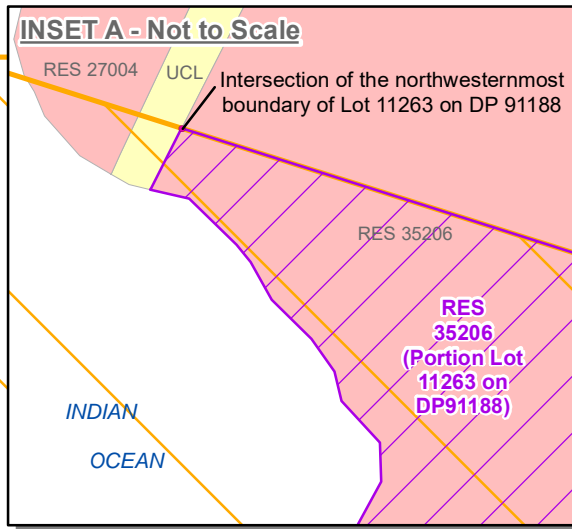 INSET A - Not to Scale
RES 27004
UCL
Intersection of the northwesternmost
boundary of Lot 11263 on DP 91188
RES 35206
RES
35206
(Portion Lot
11263 on
DP91188)
INDIAN
OCEAN